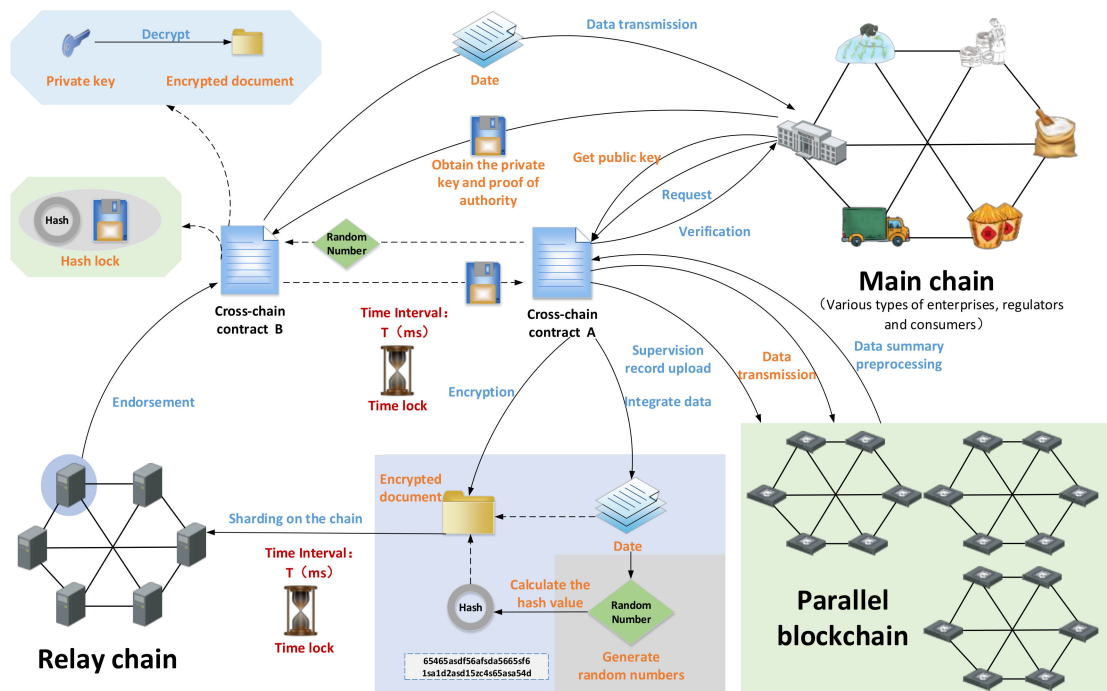 Decrypt
Private key
Encrypted document
Data transmission
Date
Obtain the private
key and proof of
authority
Get public key
Request
Verification
Hash
Hash lock
Random
Number
Cross-chain
contract B
Cross-chain
contract A
Time Interval：
T（ms）
Time lock
Main chain
（Various types of enterprises, regulators
and consumers）
Data summary
preprocessing
Supervision
record upload
Data
transmission
Integrate data
Encryption
Endorsement
Encrypted
document
Sharding on the chain
Time Interval：
T（ms）
Time lock
Relay chain
Date
Calculate the
hash value
Hash
Random
Number
Generate
random numbers
65465asdf56afsda5665sf6
1sa1d2asd15zc4s65asa54d
Parallel
blockchain